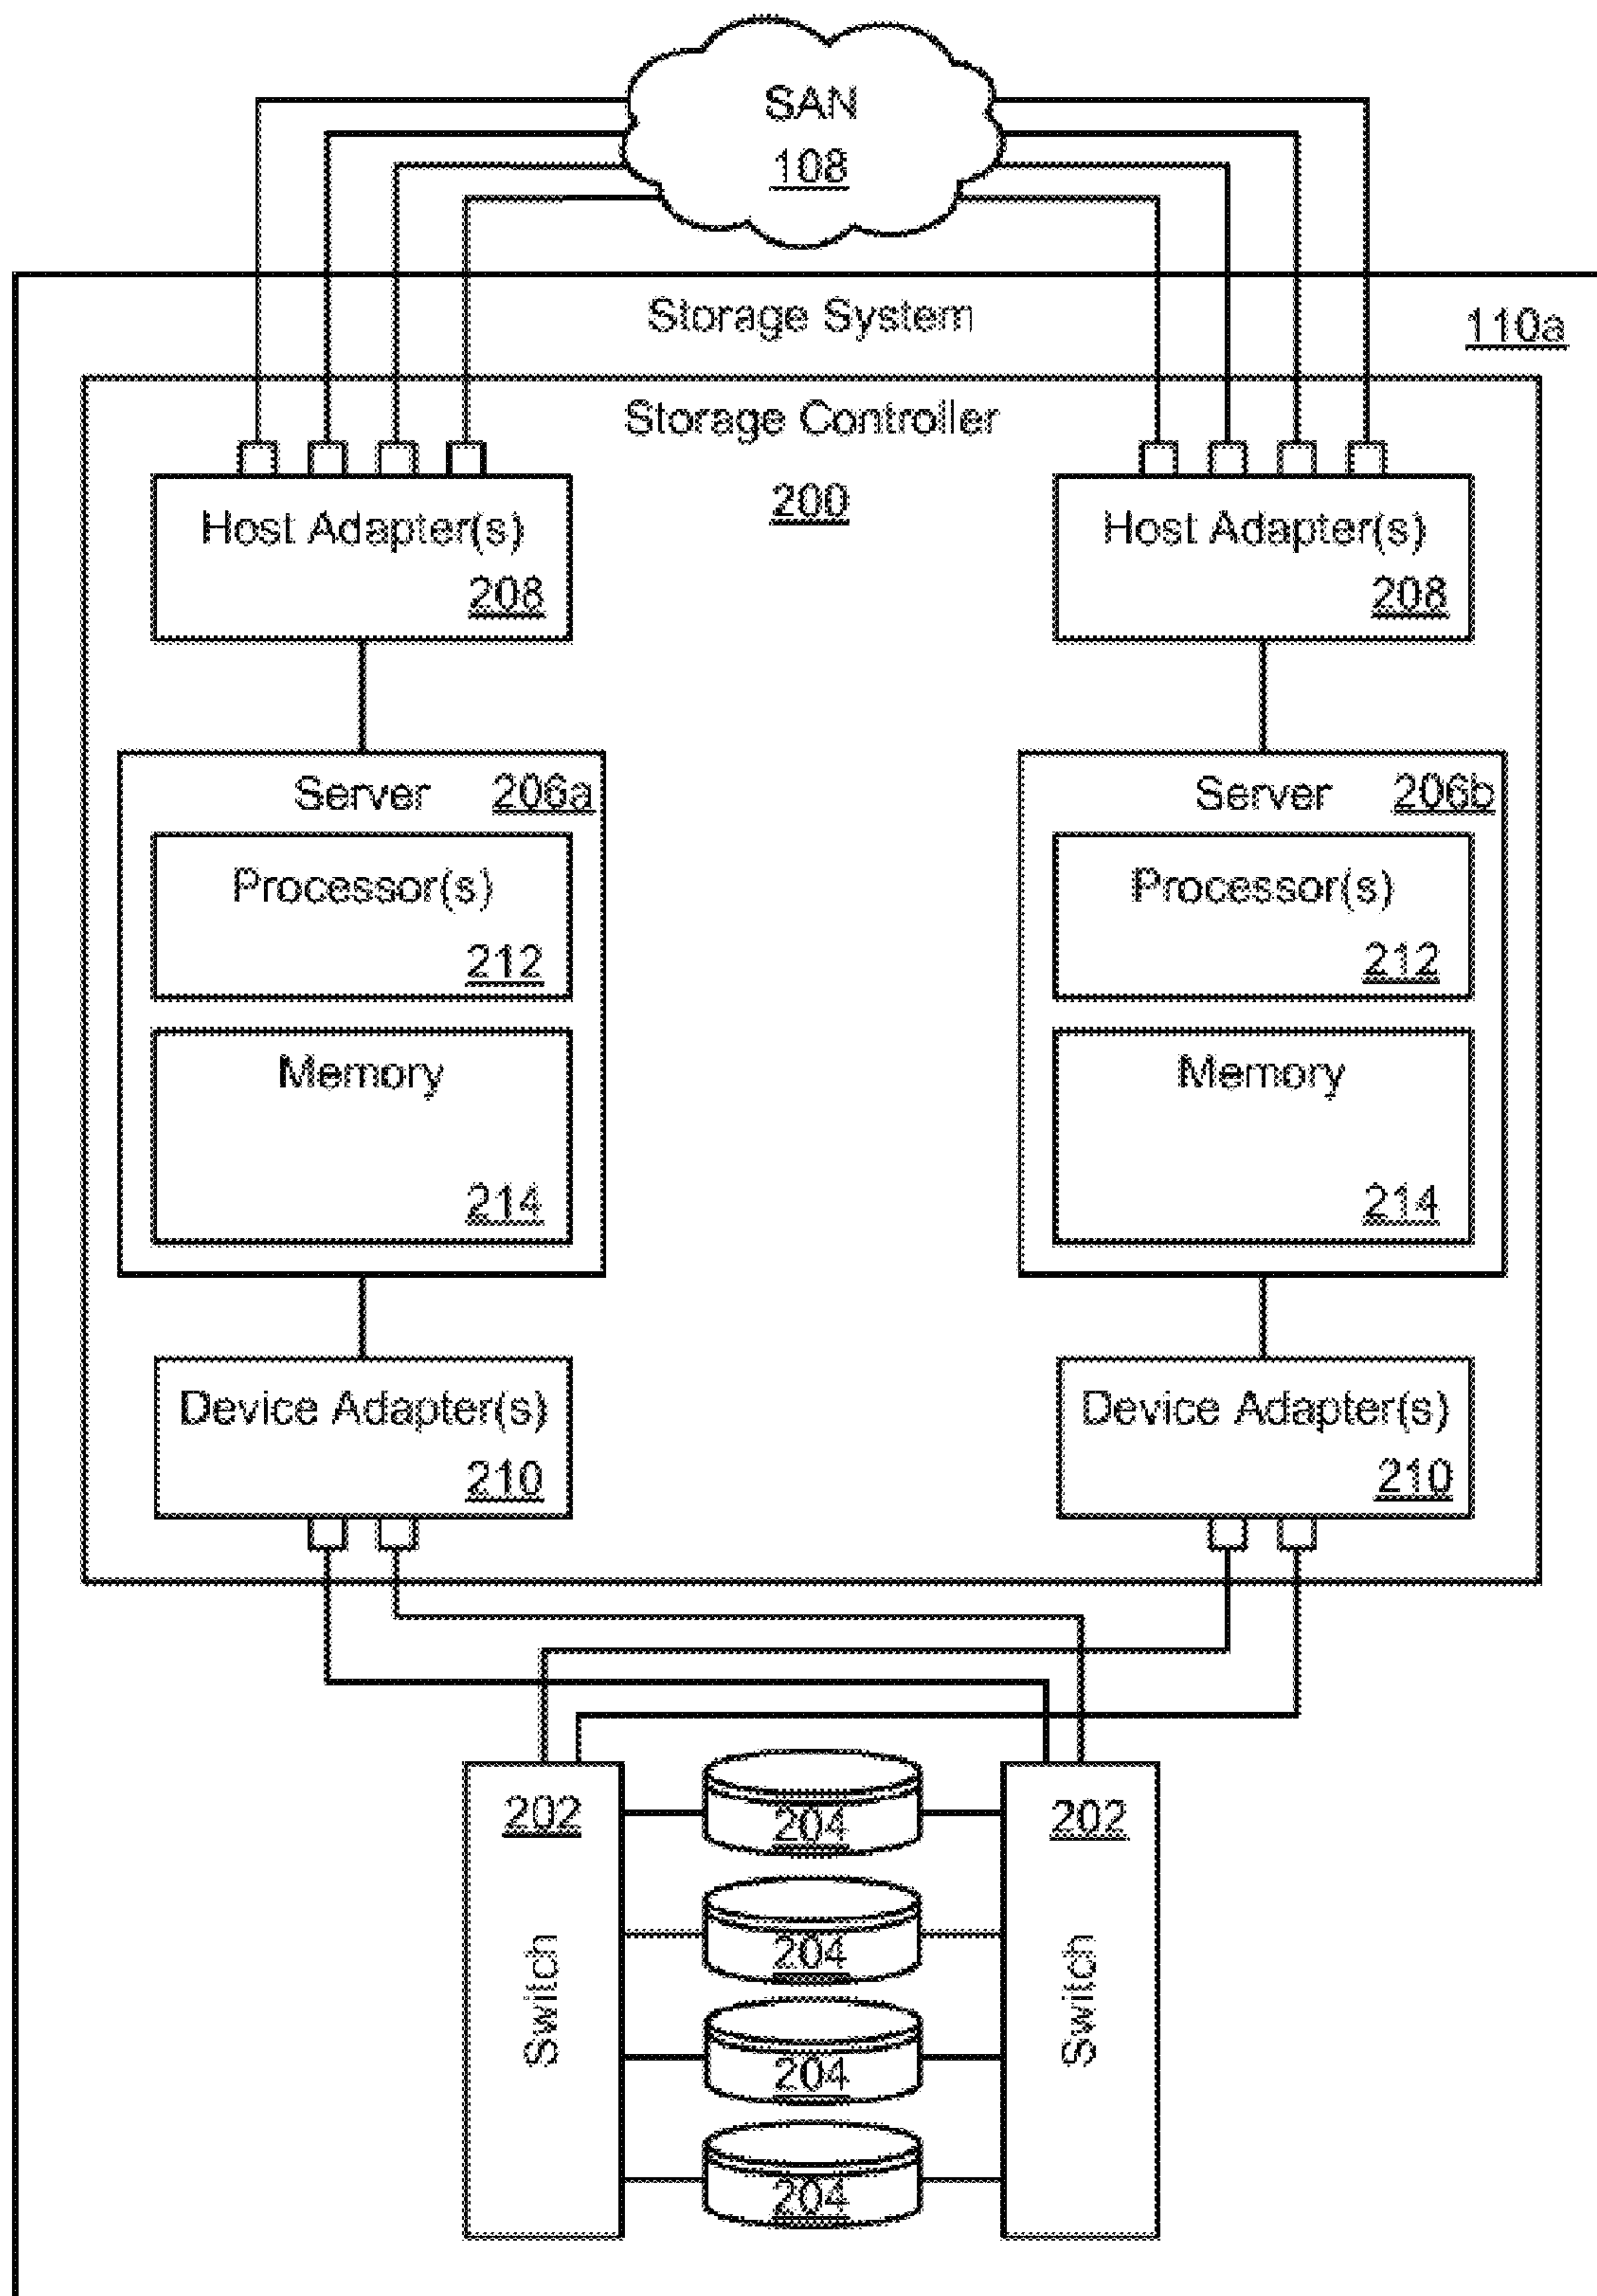 SAN
108
Storage System
110a
Storage Controller
200
Host Adapter(s)
208
Host Adapter(s)
208
Server 206a
Processor(s)
212
Memory
214
Server 206b
Processor(s)
212
Memory
214
Device Adapter(s)
210
Device Adapter(s)
210
202
Switch
204
204
204
204
202
Switch